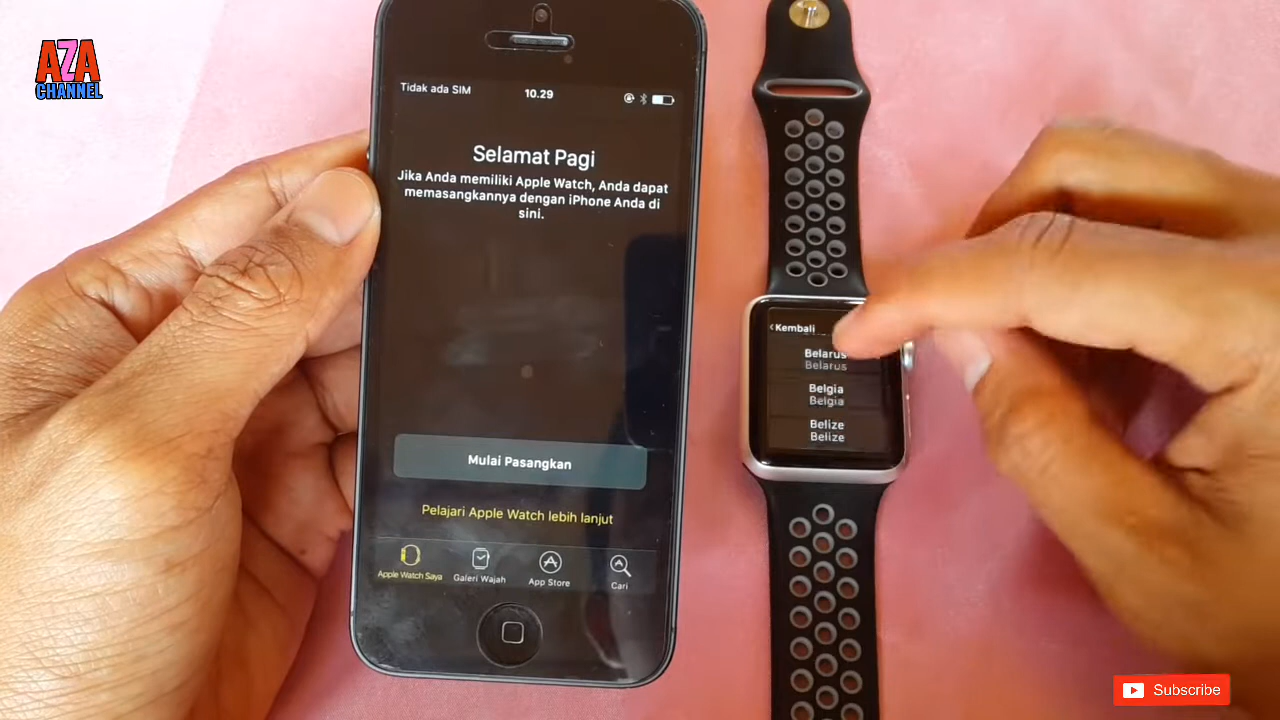 AZA
CHANNEL
Tidak ada SIM
10.29
Selamat Pagi
Jika Anda memiliki Apple Watch, Anda dapat
memasangkannya dengan iPhone Anda di
sini.
Mulai Pasangkan
Pelajari Apple Watch lebih lanjut
Apple Watch Saya
Galeri Wajah
App Store
Cari
Kembali
Belarus
Belarus
Belgia
Belgia
Belize
Belize
Subscribe